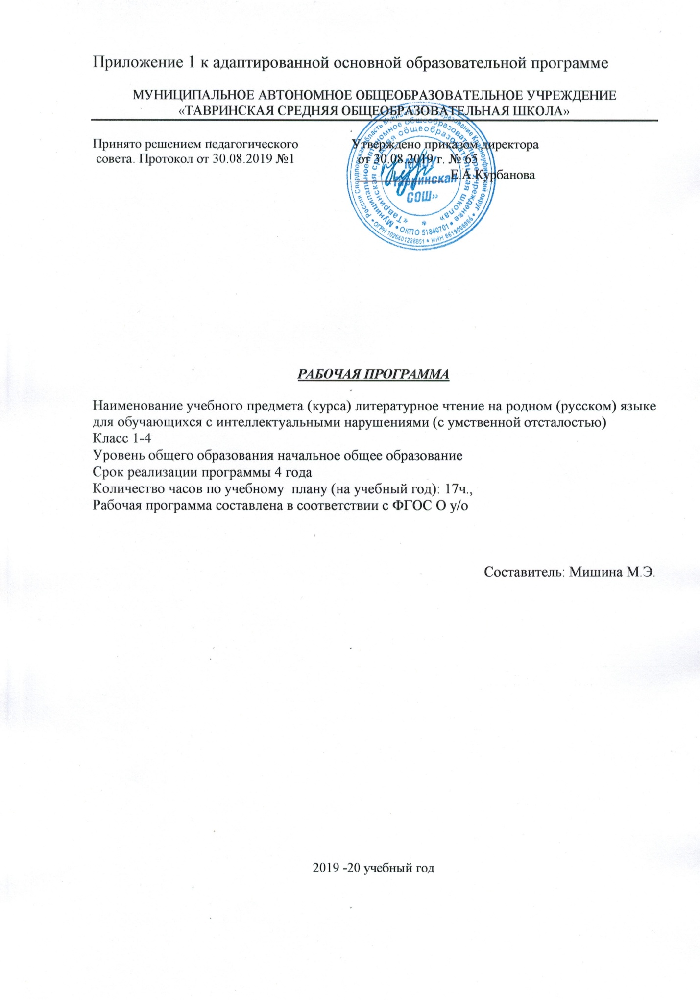 Приложение 1 к адаптированной основной образовательной программе
МУНИЦИПАЛЬНОЕ АВТОНОМНОЕ ОБЩЕОБРАЗОВАТЕЛЬНОЕ УЧРЕЖДЕНИЕ
«ТАВРИНСКАЯ СРЕДНЯЯ ОБЩЕОБРАЗОВАТЕЛЬНАЯ ШКОЛА»
Принято решением педагогического
совета. Протокол от 30.08.2019 №1
Утверждено приказом директора
от 30.08.2019 г. № 65
Е.А.Курбанова
Россия Свердловская область Муниципальное образование Красноуфимский округ
• ОГРН 1026601228851 • ИНН 6619006986 •
Муниципальное автономное общеобразовательное учреждение
• ОКПО 51840701 •
«Тавринская средняя общеобразовательная школа»
МАОУ
«Тавринская
СОШ»
РАБОЧАЯ ПРОГРАММА
Наименование учебного предмета (курса) литературное чтение на родном (русском) языке
для обучающихся с интеллектуальными нарушениями (с умственной отсталостью)
Класс 1-4
Уровень общего образования начальное общее образование
Срок реализации программы 4 года
Количество часов по учебному  плану (на учебный год): 17ч.,
Рабочая программа составлена в соответствии с ФГОС О у/о
Составитель: Мишина М.Э.
2019 -20 учебный год